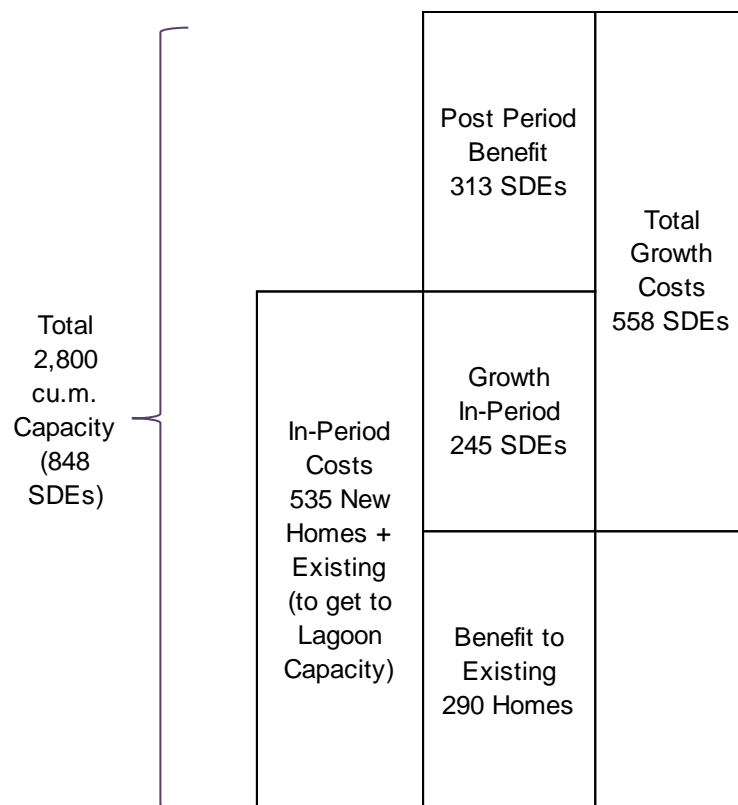 Total
2,800
cu.m.
Capacity
(848
SDEs)
In-Period
Costs
535 New
Homes +
Existing
(to get to
Lagoon
Capacity)
Post Period
Benefit
313 SDEs
Growth
In-Period
245 SDEs
Benefit to
Existing
290 Homes
Total
Growth
Costs
558 SDEs